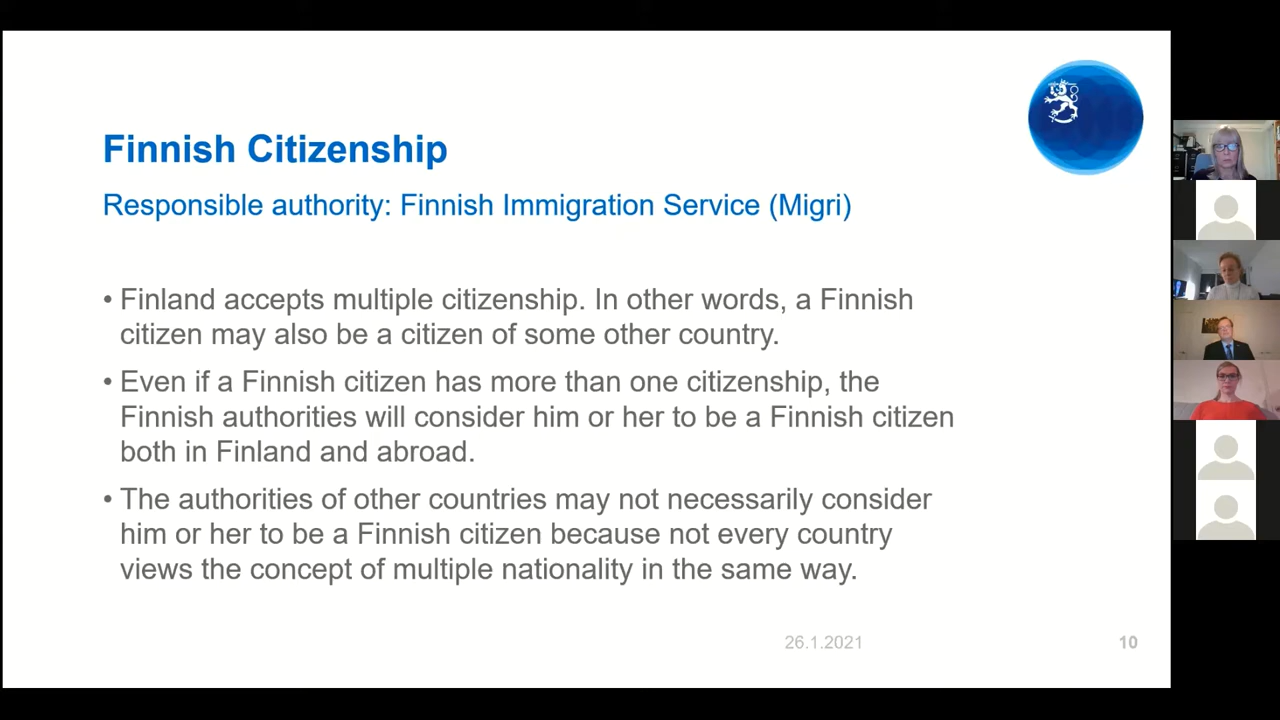 Finnish Citizenship
Responsible authority: Finnish Immigration Service (Migri)
• Finland accepts multiple citizenship. In other words, a Finnish
citizen may also be a citizen of some other country.
• Even if a Finnish citizen has more than one citizenship, the
Finnish authorities will consider him or her to be a Finnish citizen
both in Finland and abroad.
• The authorities of other countries may not necessarily consider
him or her to be a Finnish citizen because not every country
views the concept of multiple nationality in the same way.
26.1.2021
10